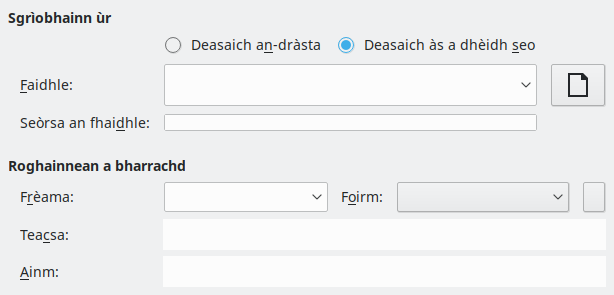 Sgrìobhainn ùr
Deasaich an-dràsta Deasaich às a dhèidh seo
Faidhle:
Seòrsa an fhaidhle:
Roghainnean a bharrachd
Frèama: Foirm:
Teacsa:
Ainm: